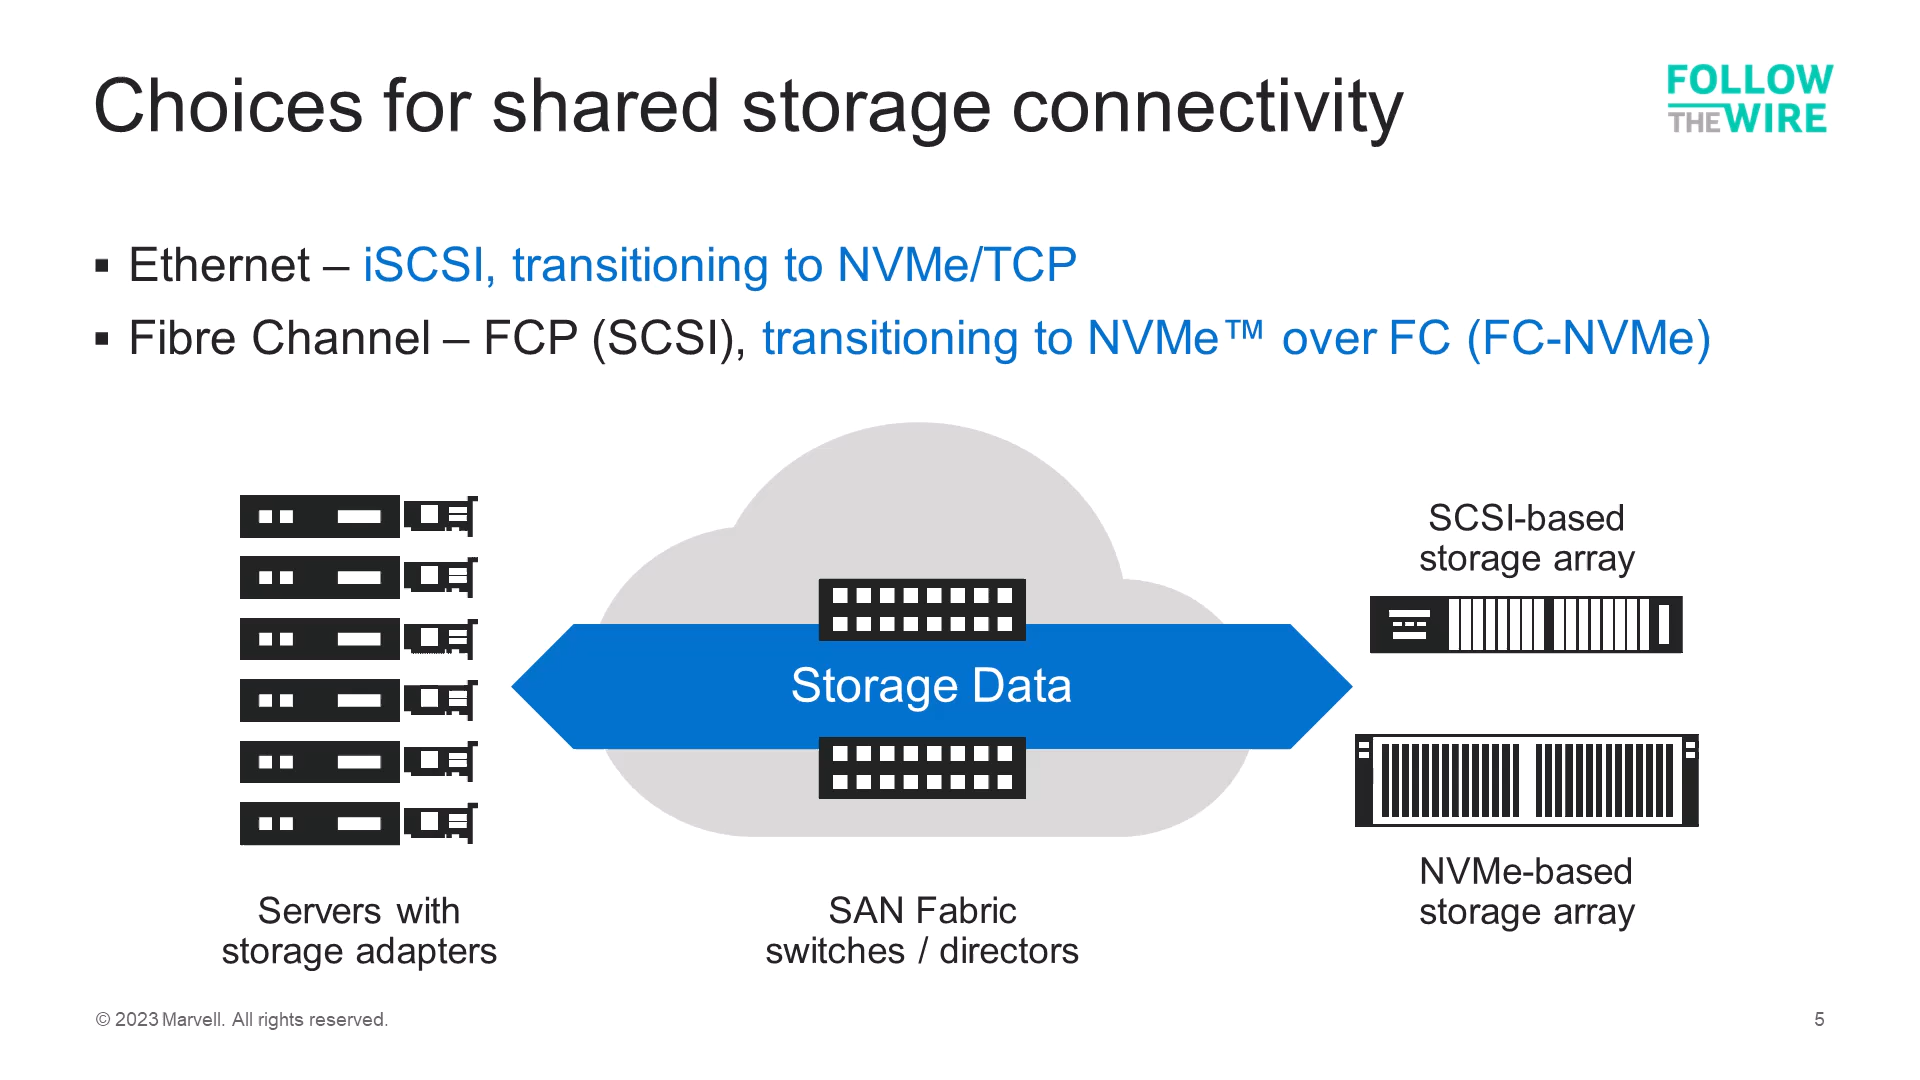 Choices for shared storage connectivity
FOLLOW
THE WIRE
▪ Ethernet – iSCSI, transitioning to NVMe/TCP
▪ Fibre Channel – FCP (SCSI), transitioning to NVMe™ over FC (FC-NVMe)
SCSI-based
storage array
Storage Data
NVMe-based
storage array
Servers with
storage adapters
SAN Fabric
switches / directors
© 2023 Marvell. All rights reserved.
5